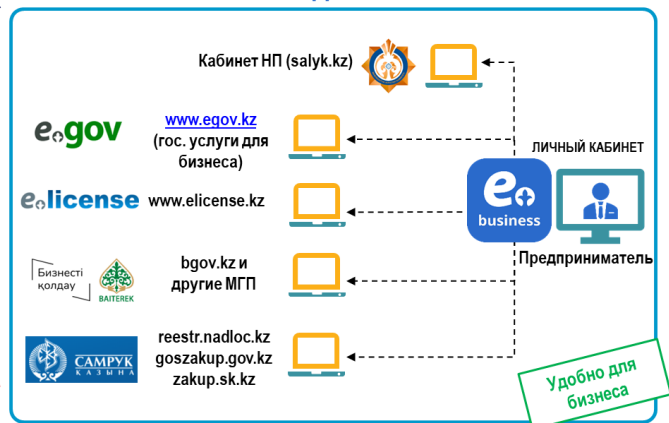 Кабинет НП (salyk.kz)
e.gov
www.egov.kz
(гос. услуги для
бизнеса)
ЛИЧНЫЙ КАБИНЕТ
e.license
www.elicense.kz
e
business
Предприниматель
Бизнесті
қолдау
BAITEREK
bgov.kz и
другие МГП
САМРУК
ҚАЗЫНА
reestr.nadloc.kz
goszakup.gov.kz
zakup.sk.kz
Удобно для
бизнеса